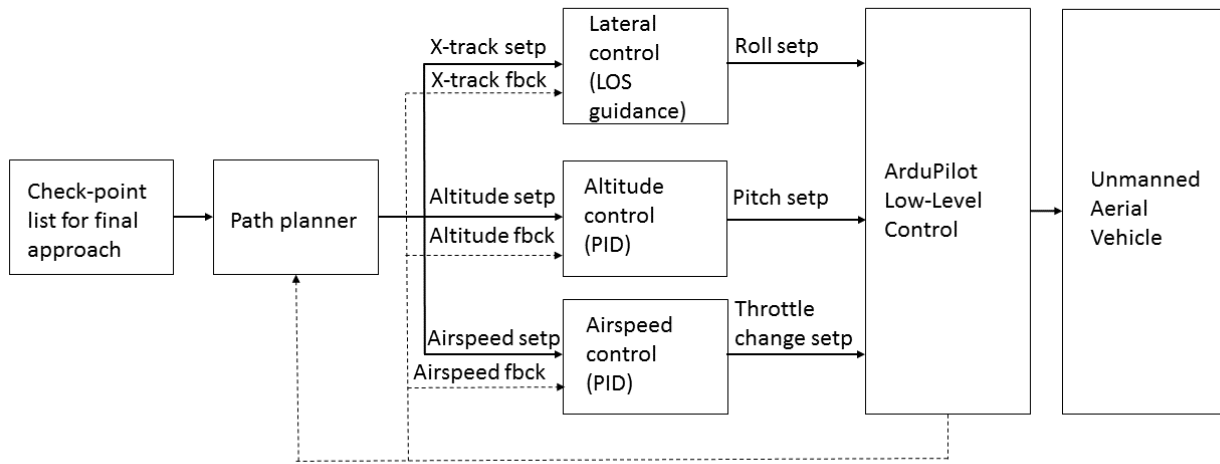 Check-point
list for final
approach
Path planner
X-track setp
X-track fbck
Altitude setp
Altitude fbck
Airspeed setp
Airspeed fbck
Lateral
control
(LOS
guidance)
Altitude
control
(PID)
Airspeed
control
(PID)
Roll setp
Pitch setp
Throttle
change setp
ArduPilot
Low-Level
Control
Unmanned
Aerial
Vehicle